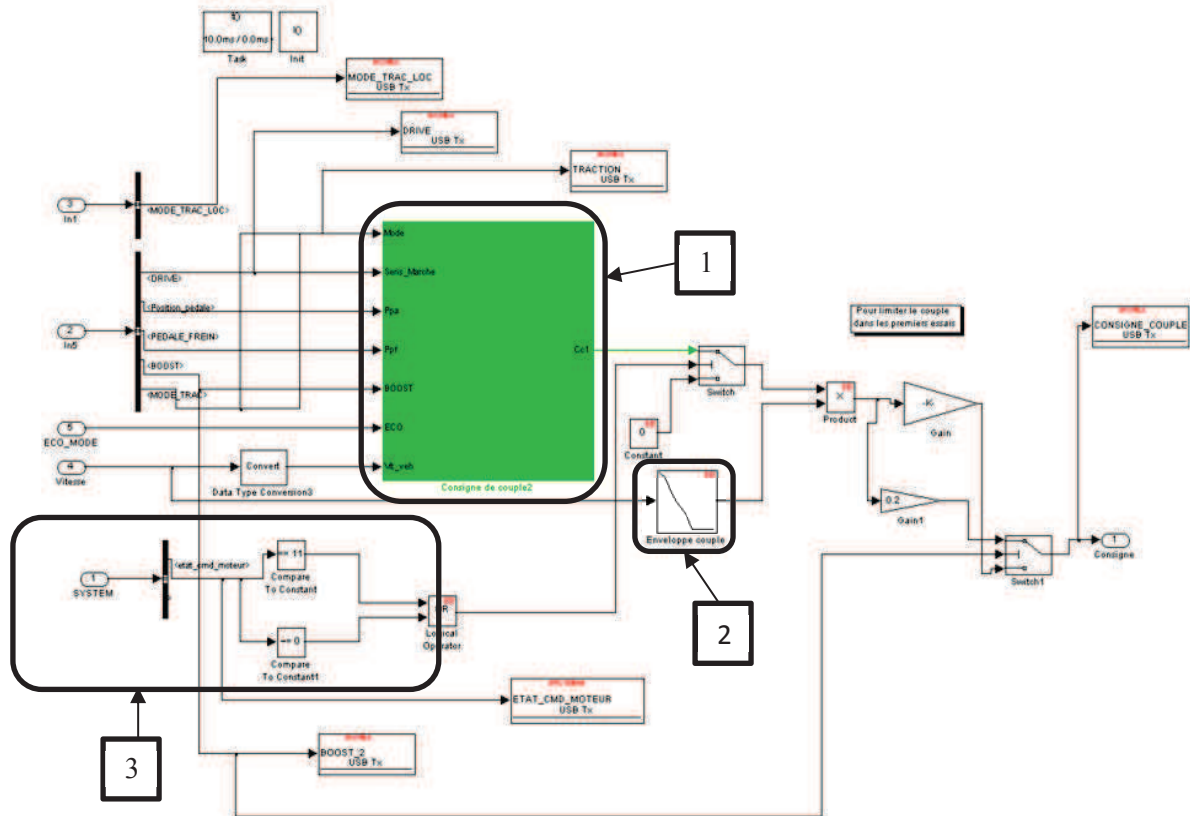 10.0ms / 0.0ms
Task
Init
MODE_TRAC_LOC
USB Tx
DRIVE
USB Tx
TRACTION
USB Tx
3
In1
<MODE_TRAC_LOC>
Mode
1
<DRIVE>
Sens_Marche
<Position_pedale>
Ppa
Pour limiter le couple
dans les premiers essais
CONSIGNE_COUPLE
USB Tx
2
In5
<PEDALE_FREIN>
Ppf
Cc1
<BOOST>
Switch
BOOST
<MODE_TRAC>
Product
-K-
Gain
5
ECO_MODE
ECO
0
Constant
4
Vitesse
Convert
Data Type Conversion3
Vit_veh
Consigne de couple2
0.2
Gain1
Enveloppe couple
1
Consigne
Switch1
<etat_cmd_moteur>
== 11
Compare
To Constant
1
SYSTEM
Logical
Operator
2
== 0
Compare
To Constant1
ETAT_CMD_MOTEUR
USB Tx
3
BOOST_2
USB Tx